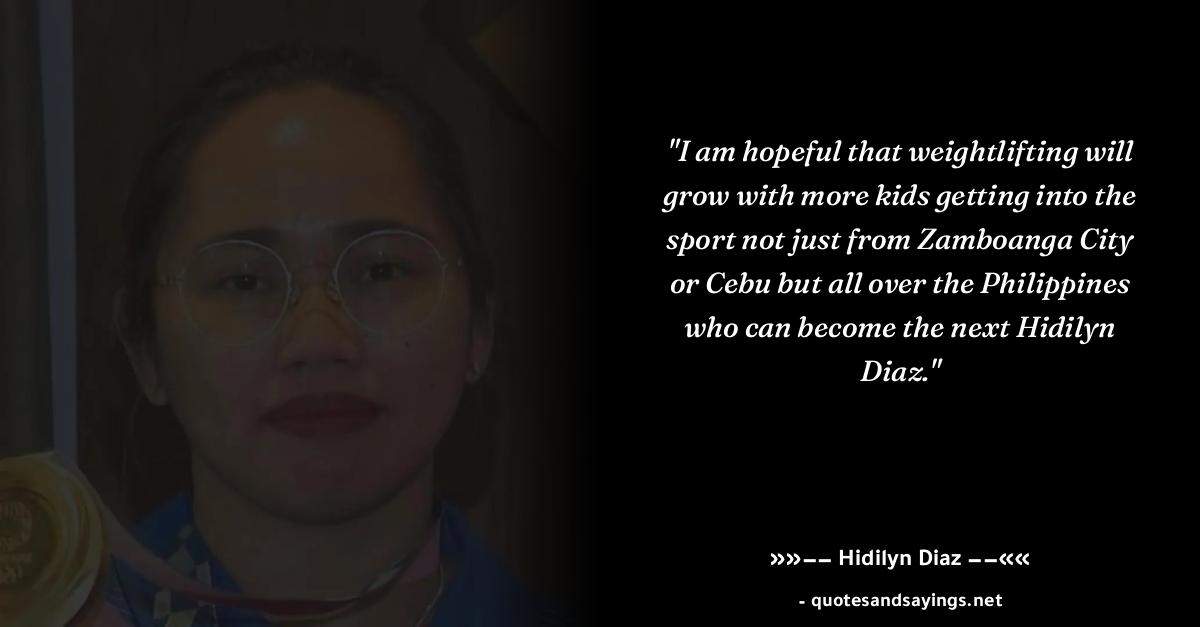 "I am hopeful that weightlifting will
grow with more kids getting into the
sport not just from Zamboanga City
or Cebu but all over the Philippines
who can become the next Hidilyn
Diaz."
»»−− Hidilyn Diaz −−««
- quotesandsayings.net